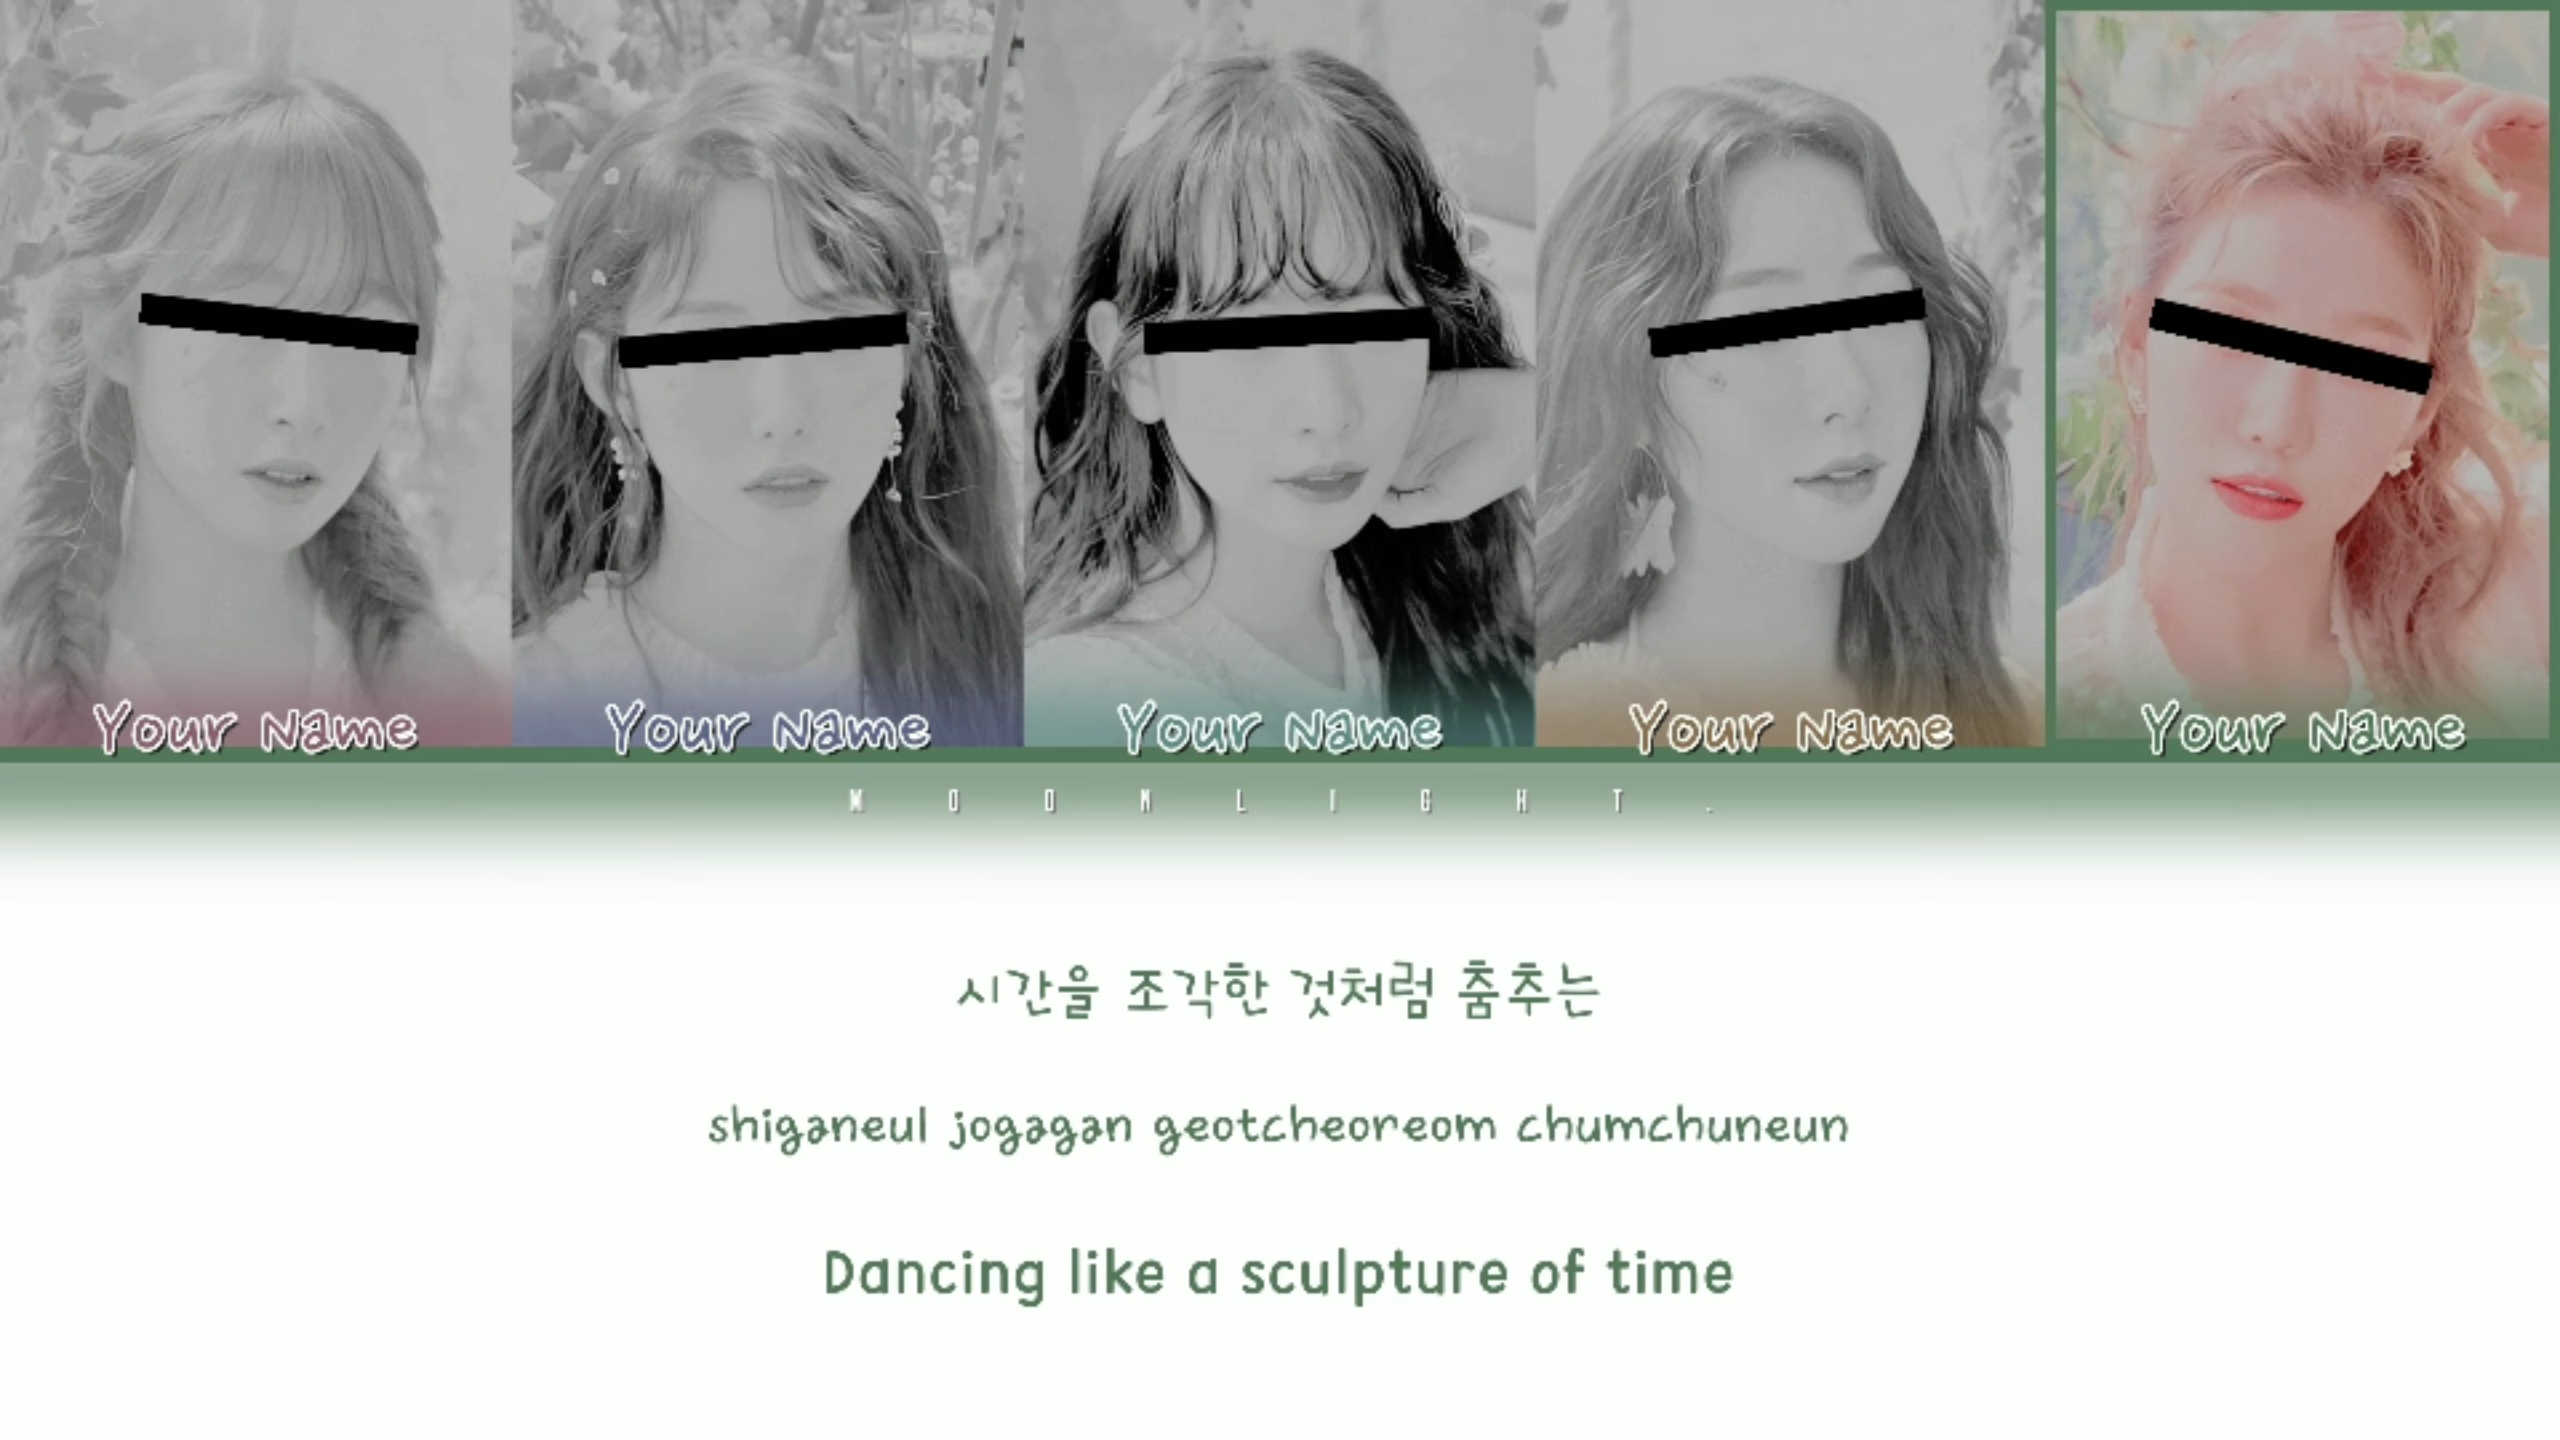 Your Name Your Name Your Name Your Name Your Name
MOONLIGHT.
시간을 조각한 것처럼 춤추는
shiganeul jogagan geotcheoreom chumchuneun
Dancing like a sculpture of time